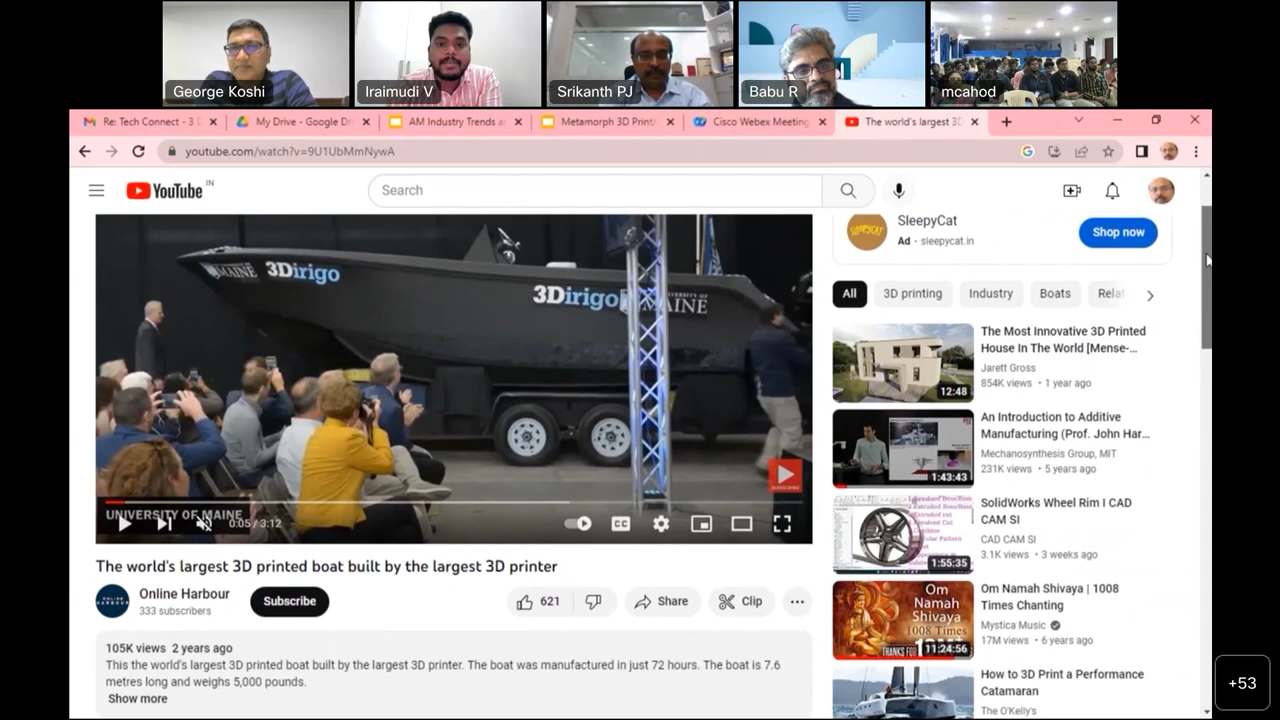 George Koshi
Iraimudi V
Srikanth PJ
Babu R
mcahod
Re: Tech Connect - 3
My Drive - Google Dr
AM Industry Trends a
Metamorph 3D Print
Cisco Webex Meeting
The world's largest 3D
youtube.com/watch?v=9U1UbMmNywA
YouTube IN
Search
SleepyCat
Ad · sleepycat.in
Shop now
All
3D printing
Industry
Boats
Relat
MAINE
3Dirigo
3Dirigo
UNIVERSITY OF
MAINE
SUBSCRIBE
UNIVERSITY OF MAINE
0:05 / 3:12
CC
The world's largest 3D printed boat built by the largest 3D printer
Online Harbour
333 subscribers
Subscribe
621
Share
Clip
105K views 2 years ago
This the world's largest 3D printed boat built by the largest 3D printer. The boat was manufactured in just 72 hours. The boat is 7.6
metres long and weighs 5,000 pounds.
Show more
The Most Innovative 3D Printed
House In The World [Mense-...
Jarett Gross
854K views • 1 year ago
12:48
An Introduction to Additive
Manufacturing (Prof. John Har...
Mechanosynthesis Group, MIT
231K views • 5 years ago
1:43:43
SolidWorks Wheel Rim I CAD
CAM SI
CAD CAM SI
3.1K views • 3 weeks ago
1:55:35
Om Namah Shivaya | 1008
Times Chanting
Mystica Music
17M views • 6 years ago
Om
Namah
Shivaya
1008 Times
THANKS FOR
11:24:56
How to 3D Print a Performance
Catamaran
The O'Kelly's
+53